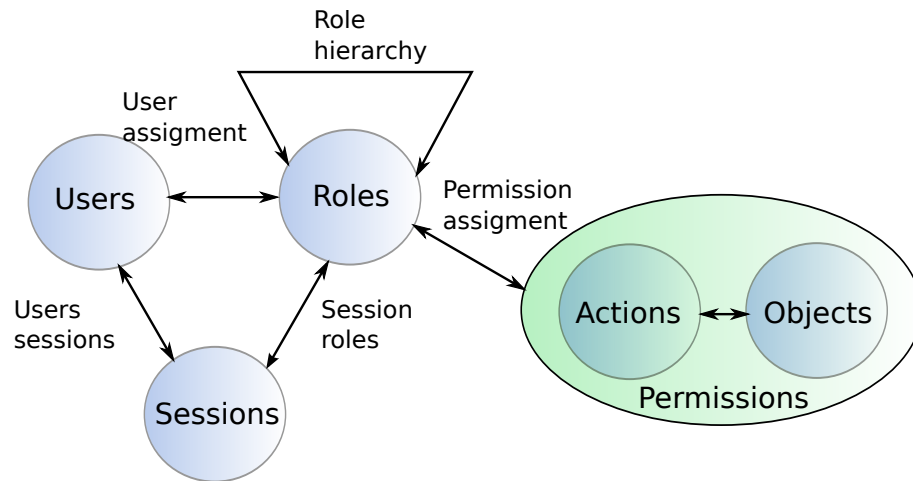 Role
hierarchy
User
assigment
Users
Roles
Permission
assigment
Actions
Objects
Permissions
Users
sessions
Session
roles
Sessions